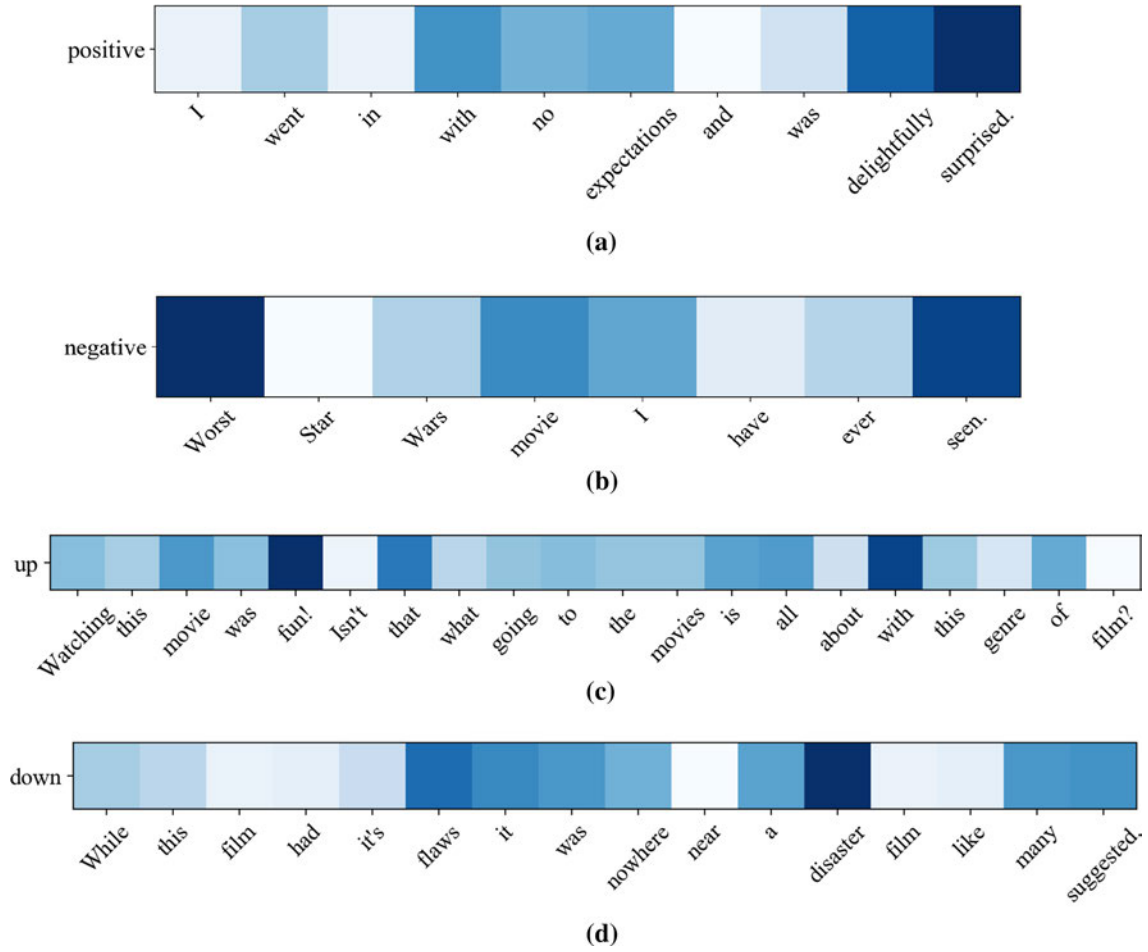 positive
I went in with no expectations and was delightfully surprised.
(a)
negative
Worst Star Wars movie I have ever seen.
(b)
up
Watching this movie was fun! Isn't that what going to the movies is all about with this genre of film?
(c)
down
While this film had it's flaws it was nowhere near a disaster film like many suggested.
(d)